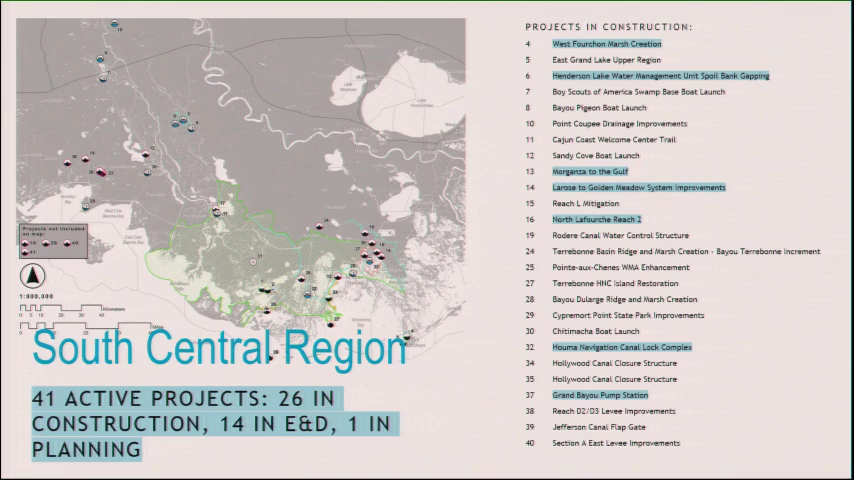 PROJECTS IN CONSTRUCTION:
4 West Fourchon Marsh Creation
5 East Grand Lake Upper Region
6 Henderson Lake Water Management Unit Spoil Bank Gapping
7 Boy Scouts of America Swamp Base Boat Launch
8 Bayou Pigeon Boat Launch
10 Point Coupee Drainage Improvements
11 Cajun Coast Welcome Center Trail
12 Sandy Cove Boat Launch
13 Morganza to the Gulf
14 Larose to Golden Meadow System Improvements
15 Reach L Mitigation
16 North Lafourche Reach 2
19 Rodere Canal Water Control Structure
24 Terrebonne Basin Ridge and Marsh Creation - Bayou Terrebonne Increment
25 Pointe-aux-Chenes WMA Enhancement
27 Terrebonne HNC Island Restoration
28 Bayou Dularge Ridge and Marsh Creation
29 Cypremort Point State Park Improvements
30 Chitimacha Boat Launch
32 Houma Navigation Canal Lock Complex
34 Hollywood Canal Closure Structure
35 Hollywood Canal Closure Structure
37 Grand Bayou Pump Station
38 Reach D2/D3 Levee Improvements
39 Jefferson Canal Flap Gate
40 Section A East Levee Improvements
Projects not included
on map:
1:800,000
Kilometers
Miles
South Central Region
41 ACTIVE PROJECTS: 26 IN
CONSTRUCTION, 14 IN E&D, 1 IN
PLANNING